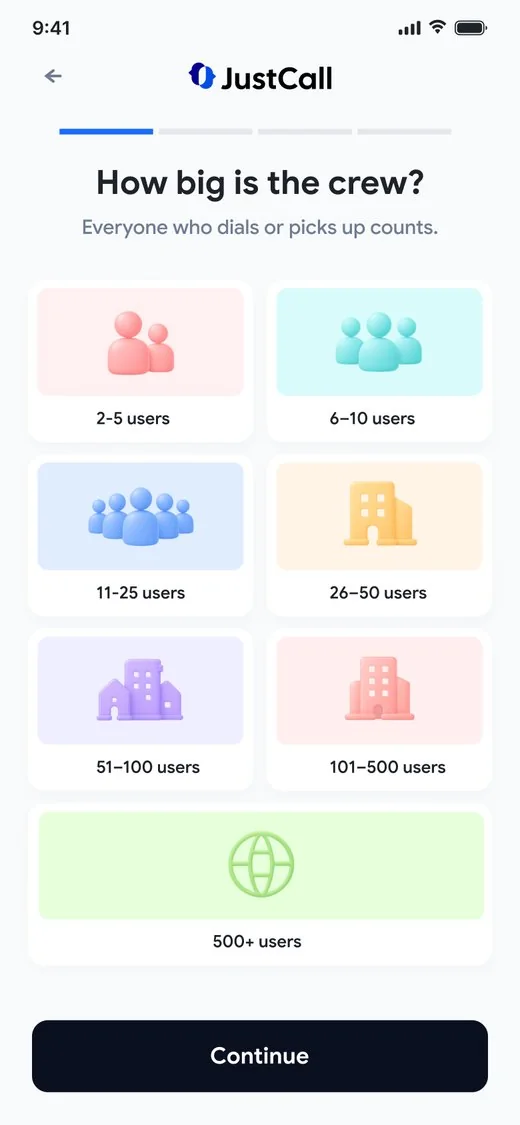 9:41
JustCall
How big is the crew?
Everyone who dials or picks up counts.
2-5 users
6–10 users
11-25 users
26–50 users
51–100 users
101–500 users
500+ users
Continue